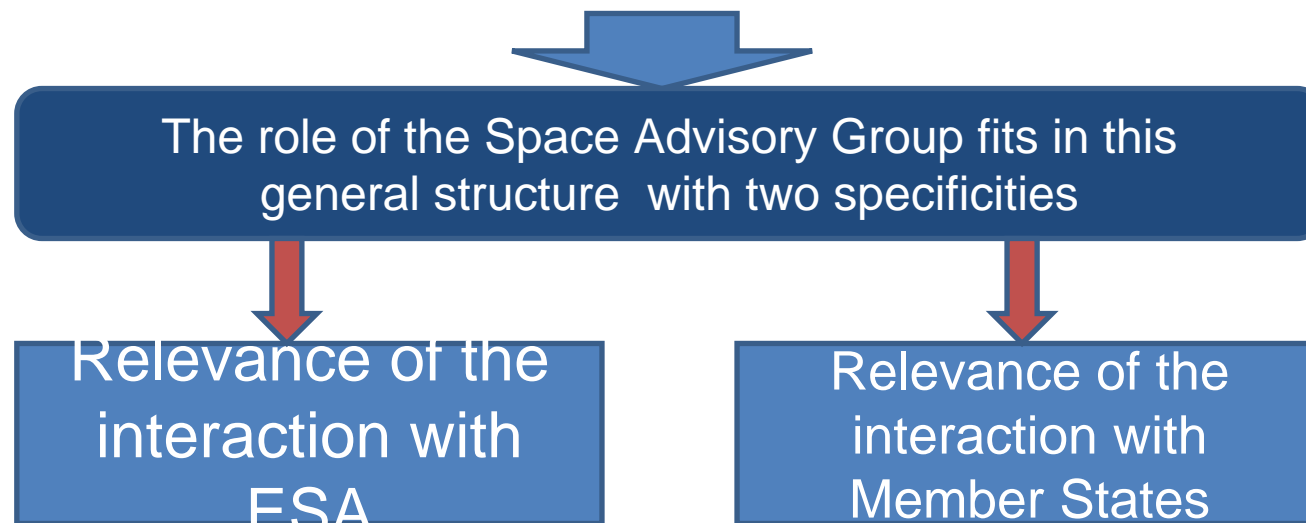 The role of the Space Advisory Group fits in this
general structure  with two specificities
Relevance of the
interaction with
ESA
Relevance of the
interaction with
Member States